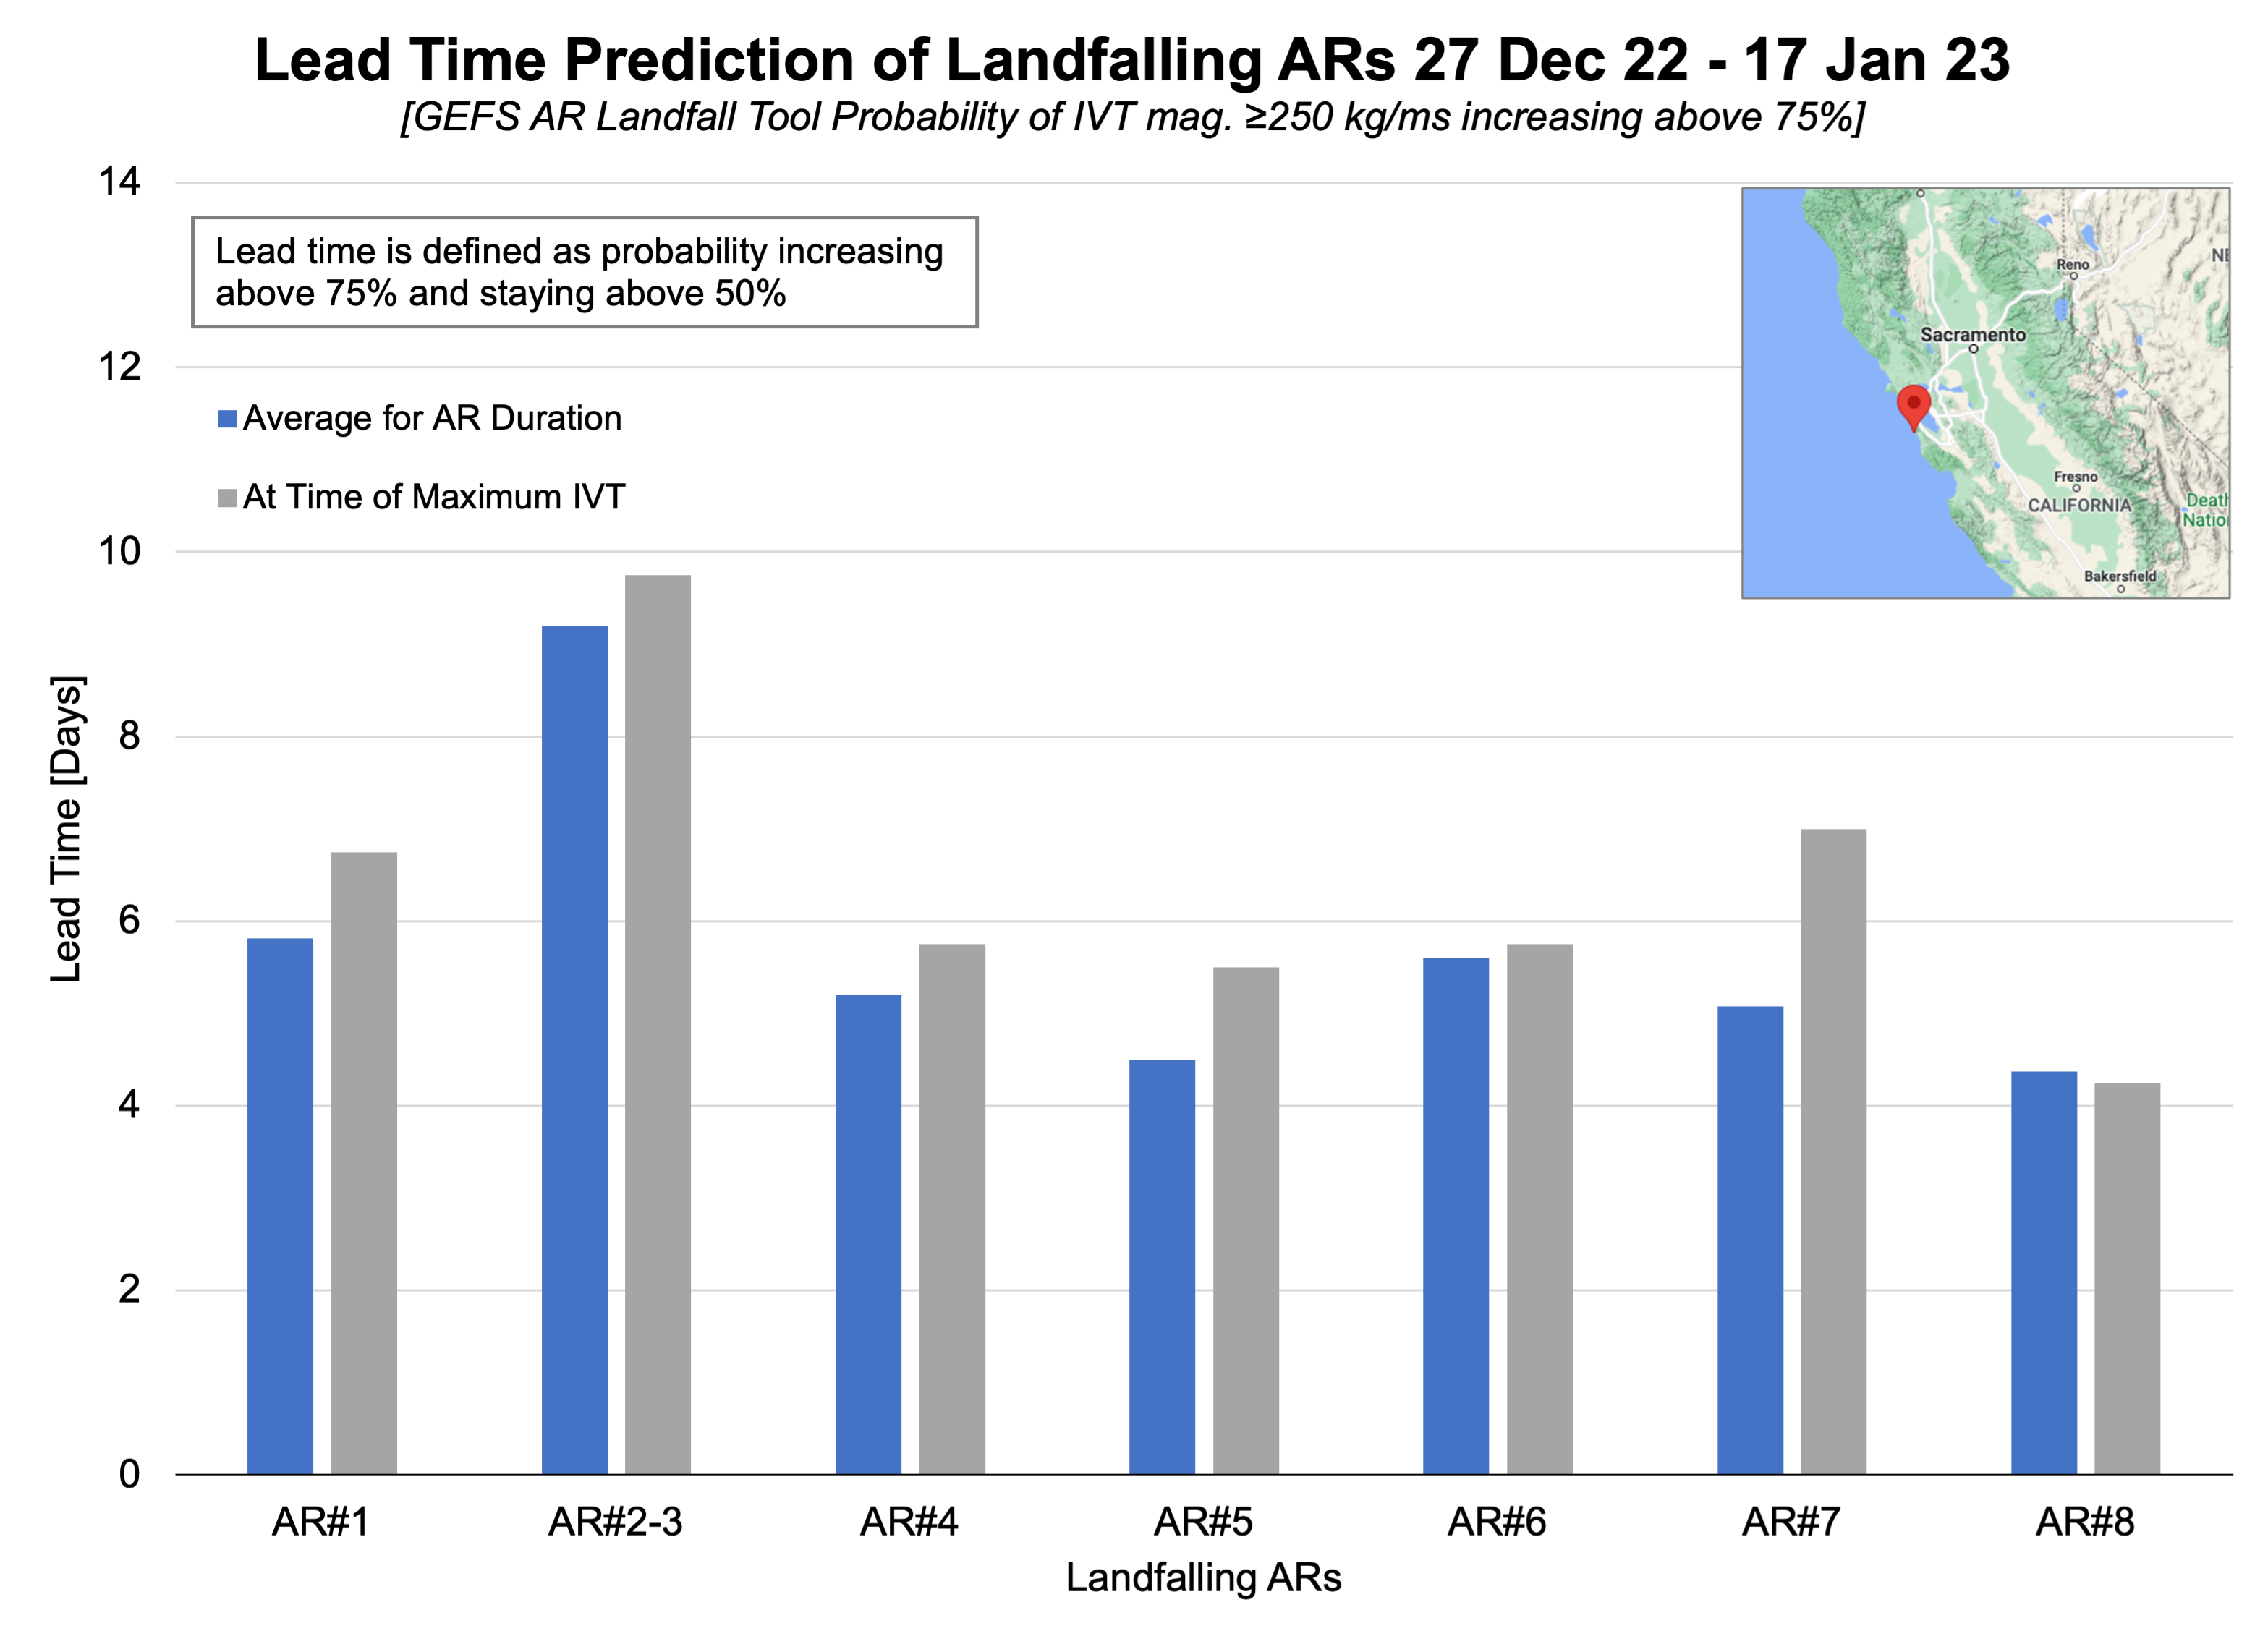 Lead Time Prediction of Landfalling ARs 27 Dec 22 - 17 Jan 23
[GEFS AR Landfall Tool Probability of IVT mag. ≥250 kg/ms increasing above 75%]
14
Lead time is defined as probability increasing
above 75% and staying above 50%
12
Average for AR Duration
At Time of Maximum IVT
10
8
6
4
2
0
Lead Time [Days]
Reno
NE
Sacramento
Fresno
CALIFORNIA
Death
Natio
Bakersfield
AR#1 AR#2-3 AR#4 AR#5 AR#6 AR#7 AR#8
Landfalling ARs